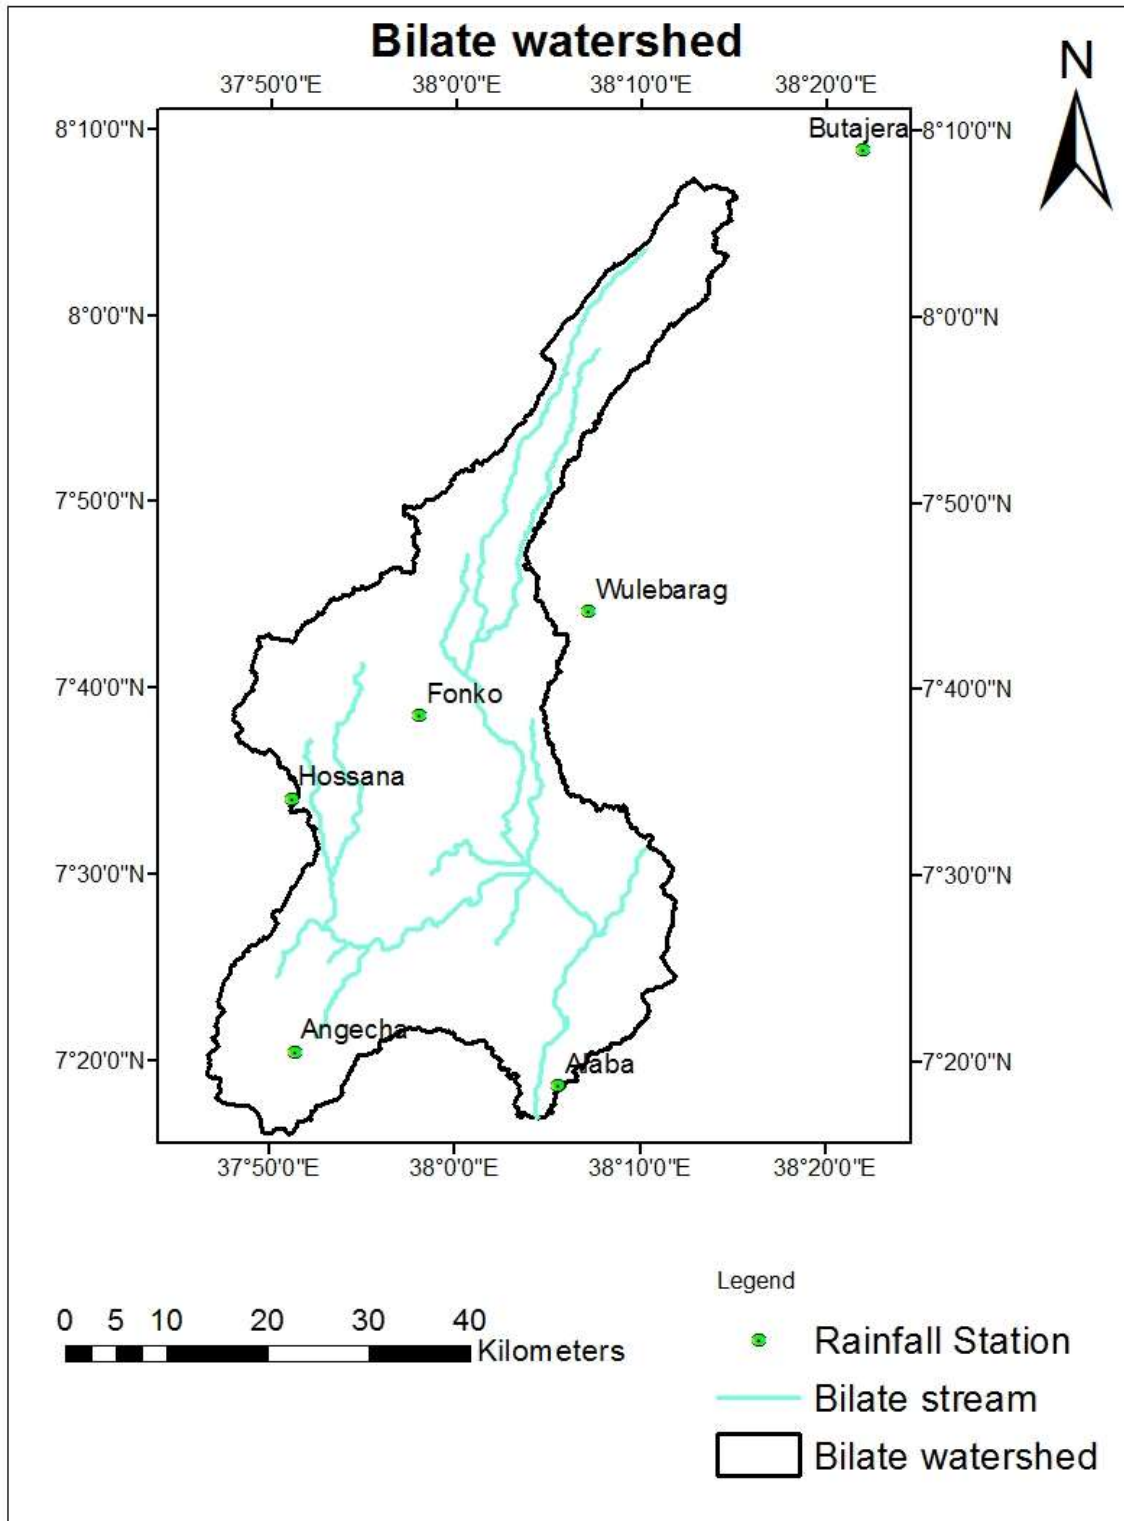 Bilate watershed
N
37°50'0"E 38°0'0"E 38°10'0"E 38°20'0"E
8°10'0"N Butajera 8°10'0"N
8°0'0"N 8°0'0"N
7°50'0"N 7°50'0"N
Wulebarag
7°40'0"N Fonko 7°40'0"N
Hossana
7°30'0"N 7°30'0"N
Angecha
7°20'0"N Alaba 7°20'0"N
37°50'0"E 38°0'0"E 38°10'0"E 38°20'0"E
Legend
0 5 10 20 30 40
Kilometers
Rainfall Station
Bilate stream
Bilate watershed